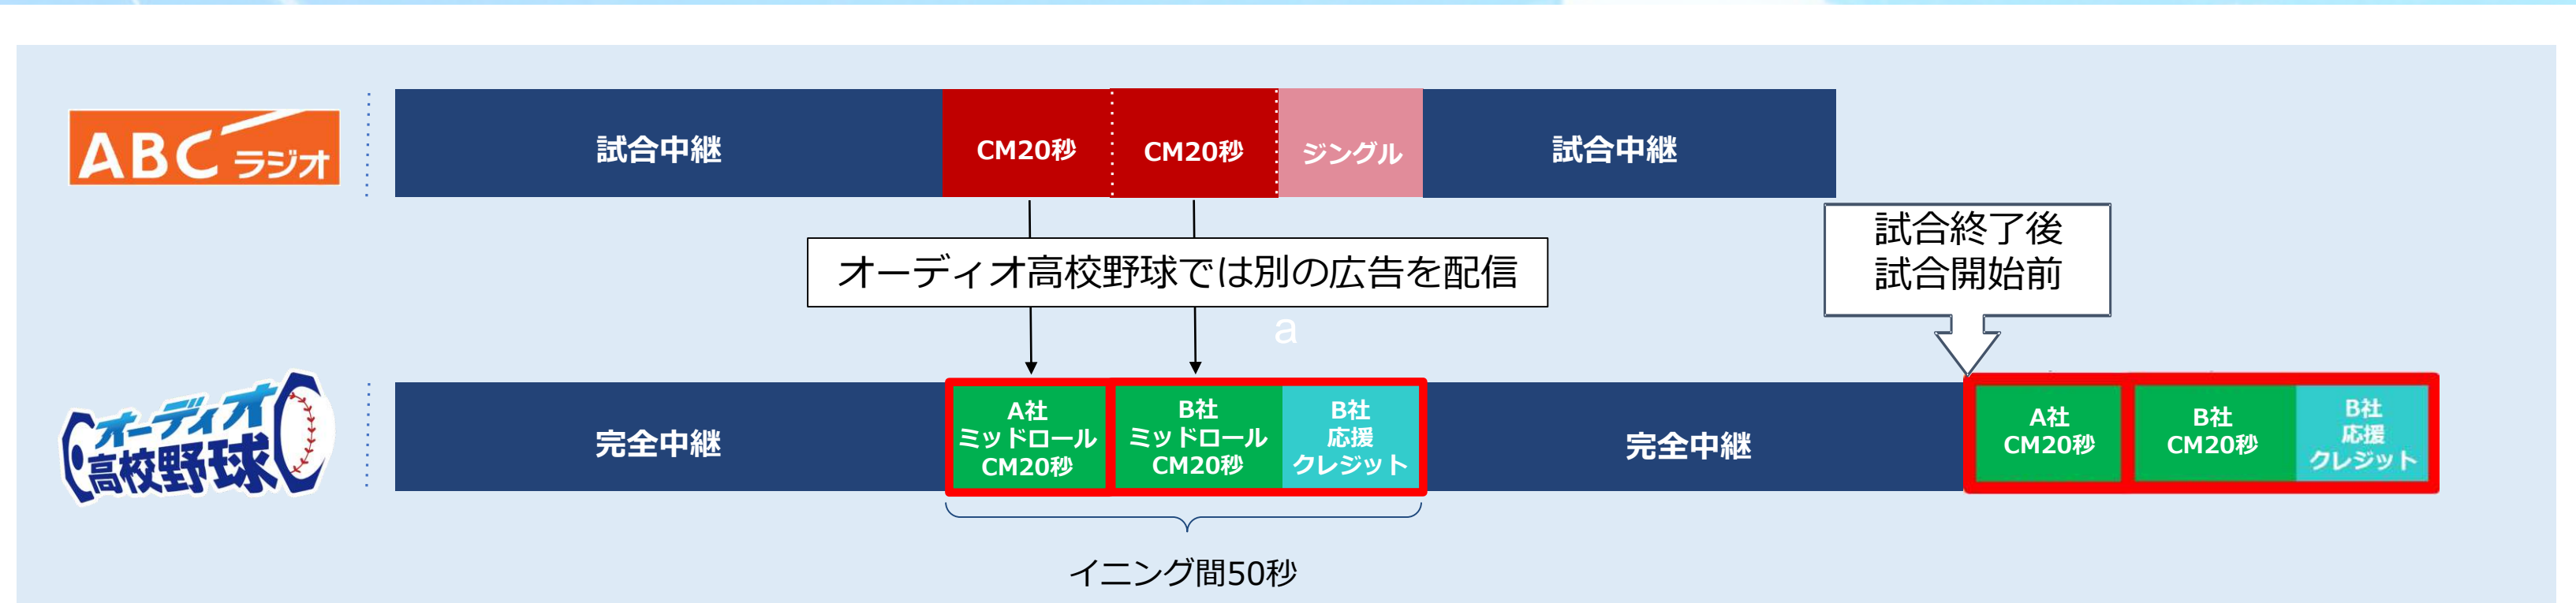 ABCラジオ
試合中継
CM20秒
CM20秒
ジングル
試合中継
オーディオ高校野球では別の広告を配信
試合終了後
試合開始前
a
オーディオ
高校野球
完全中継
A社
ミッドロール
CM20秒
B社
ミッドロール
CM20秒
B社
応援
クレジット
完全中継
A社
CM20秒
B社
CM20秒
B社
応援
クレジット
イニング間50秒